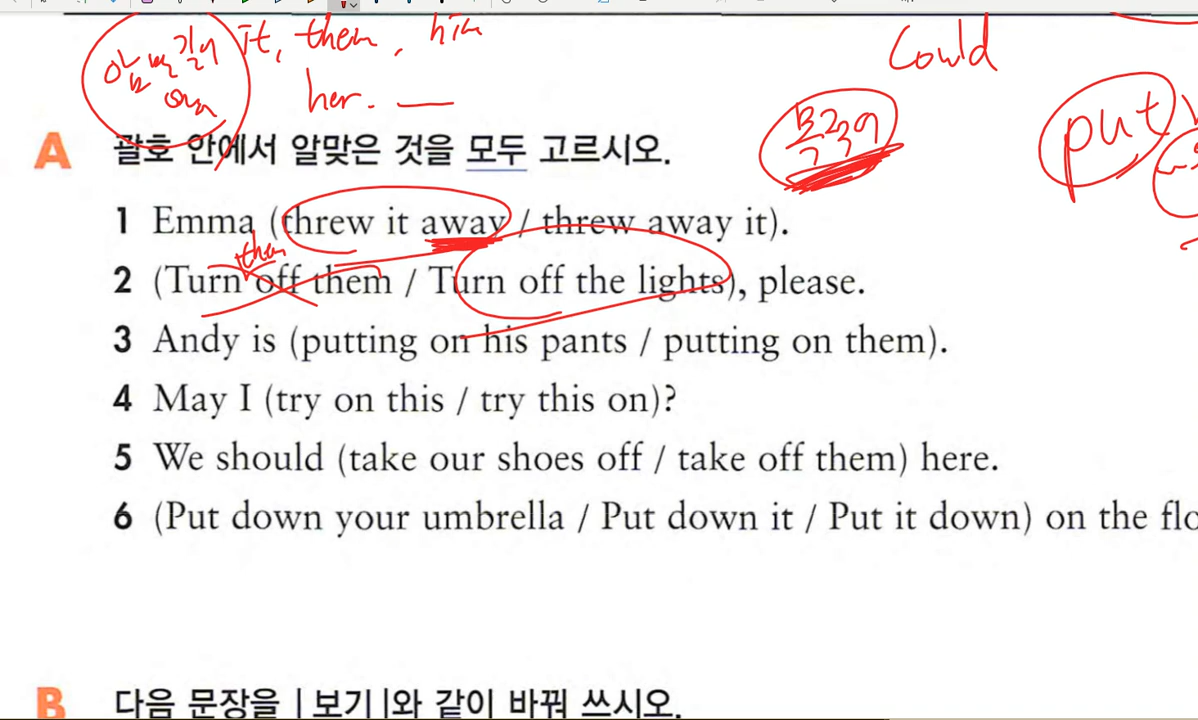 it, them, him
her.
Could
put
목적어
A 괄호 안에서 알맞은 것을 모두 고르시오.
1 Emma (threw it away / threw away it).
them
2 (Turn off them / Turn off the lights), please.
3 Andy is (putting on his pants / putting on them).
4 May I (try on this / try this on)?
5 We should (take our shoes off / take off them) here.
6 (Put down your umbrella / Put down it / Put it down) on the flo
B 다음 문장을 | 보기 |와 같이 바꿔 쓰시오.